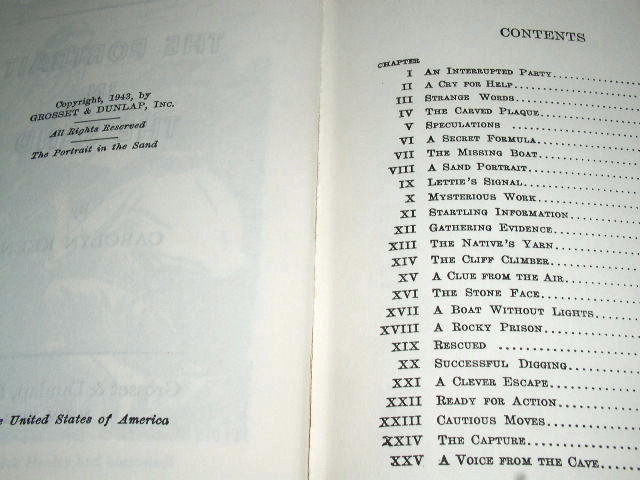 Copyright, 1943, by
GROSSET & DUNLAP, INC.
All Rights Reserved
The Portrait in the Sand
United States of America
CONTENTS
CHAPTER
I AN INTERRUPTED PARTY
II A CRY FOR HELP
III STRANGE WORDS
IV THE CARVED PLAQUE
V SPECULATIONS
VI A SECRET FORMULA
VII THE MISSING BOAT
VIII A SAND PORTRAIT
IX LETTIE'S SIGNAL
X MYSTERIOUS WORK
XI STARTLING INFORMATION
XII GATHERING EVIDENCE
XIII THE NATIVE'S YARN
XIV THE CLIFF CLIMBER
XV A CLUE FROM THE AIR
XVI THE STONE FACE
XVII A BOAT WITHOUT LIGHTS
XVIII A ROCKY PRISON
XIX RESCUED
XX SUCCESSFUL DIGGING
XXI A CLEVER ESCAPE
XXII READY FOR ACTION
XXIII CAUTIOUS MOVES
XXIV THE CAPTURE
XXV A VOICE FROM THE CAVE